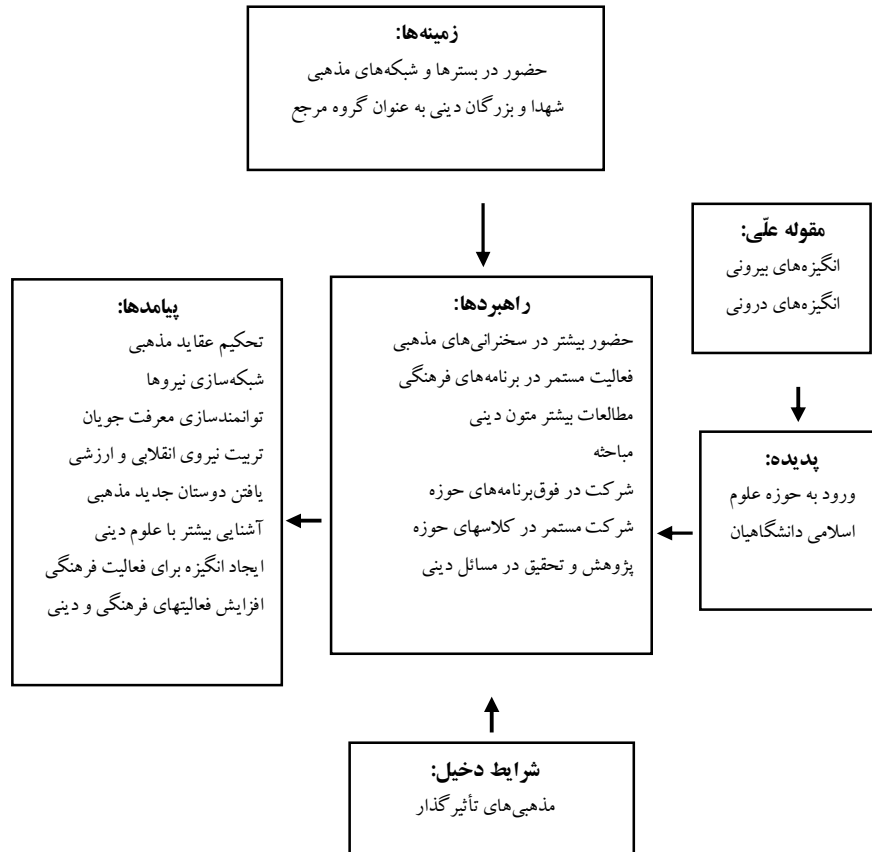 زمینه‌ها:
حضور در بسترها و شبکه‌های مذهبی
شهدا و بزرگان دینی به عنوان گروه مرجع
مقوله علّی:
انگیزه‌های بیرونی
انگیزه‌های درونی
پدیده:
ورود به حوزه علوم
اسلامی دانشگاهیان
راهبردها:
حضور بیشتر در سخنرانی‌های مذهبی
فعالیت مستمر در برنامه‌های فرهنگی
مطالعات بیشتر متون دینی
مباحثه
شرکت در فوق‌برنامه‌های حوزه
شرکت مستمر در کلاسهای حوزه
پژوهش و تحقیق در مسائل دینی
پیامدها:
تحکیم عقاید مذهبی
شبکه‌سازی نیروها
توانمندسازی معرفت جویان
تربیت نیروی انقلابی و ارزشی
یافتن دوستان جدید مذهبی
آشنایی بیشتر با علوم دینی
ایجاد انگیزه برای فعالیت فرهنگی
افزایش فعالیتهای فرهنگی و دینی
شرایط دخیل:
مذهبی‌های تأثیرگذار